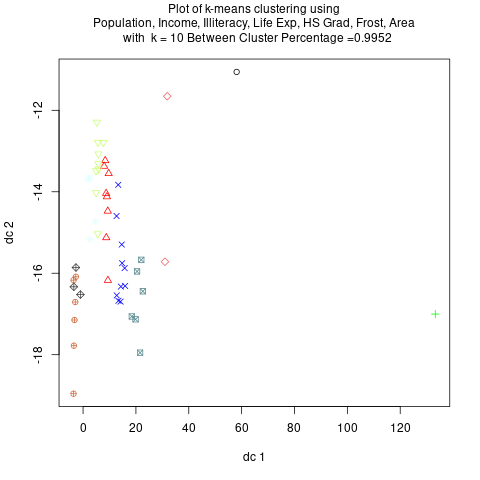 Plot of k-means clustering using
Population, Income, Illiteracy, Life Exp, HS Grad, Frost, Area
with k = 10 Between Cluster Percentage =0.9952
-12
-14
-16
-18
dc 2
0 20 40 60 80 100 120
dc 1